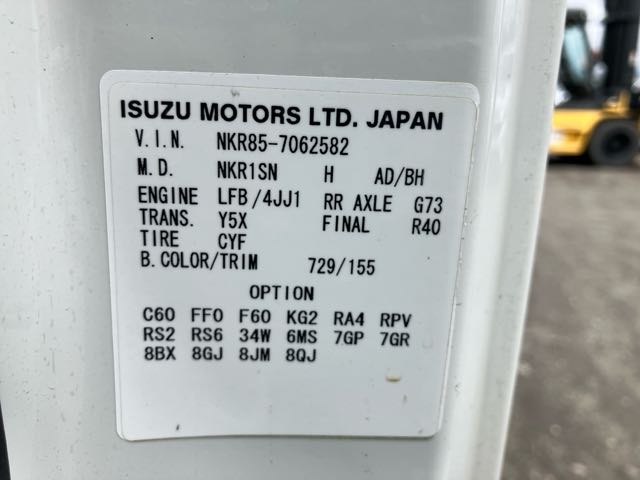 ISUZU MOTORS LTD. JAPAN
V.I.N. NKR85-7062582
M.D. NKR1SN H AD/BH
ENGINE LFB/4JJ1 RR AXLE G73
TRANS. Y5X FINAL R40
TIRE CYF
B.COLOR/TRIM 729/155
OPTION
C60 FF0 F60 KG2 RA4 RPV
RS2 RS6 34W 6MS 7GP 7GR
8BX 8GJ 8JM 8QJ